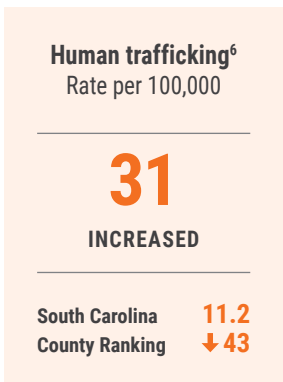 Human trafficking⁶
Rate per 100,000
31
INCREASED
South Carolina 11.2
County Ranking ↓ 43